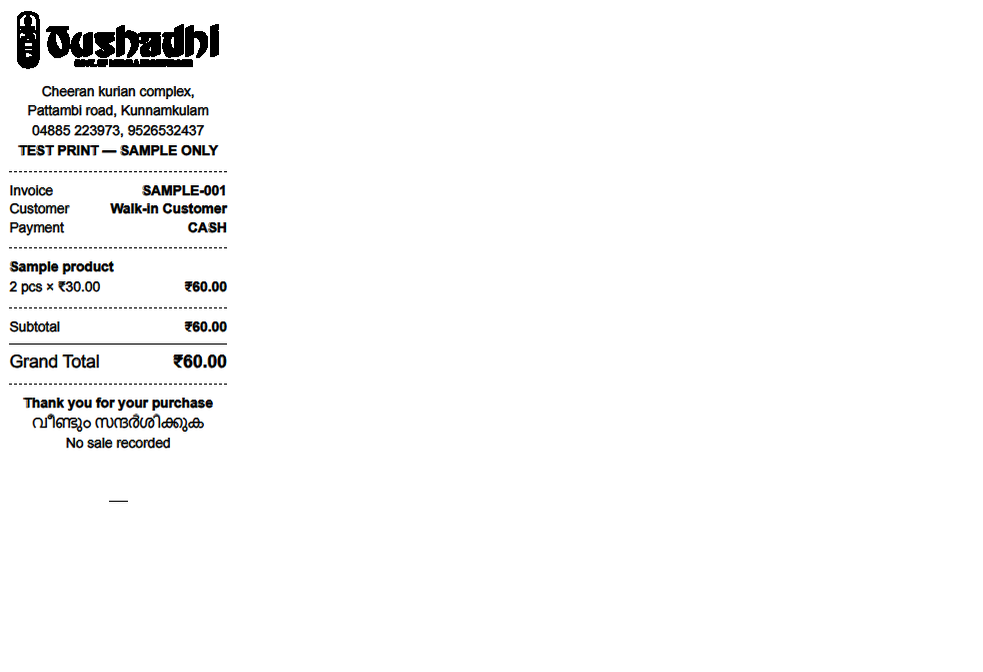 Oushadhi
Cheeran kurian complex,
Pattambi road, Kunnamkulam
04885 223973, 9526532437
TEST PRINT — SAMPLE ONLY
Invoice SAMPLE-001
Customer Walk-in Customer
Payment CASH
Sample product
2 pcs × ₹30.00 ₹60.00
Subtotal ₹60.00
Grand Total ₹60.00
Thank you for your purchase
വീണ്ടും സന്ദർശിക്കുക
No sale recorded